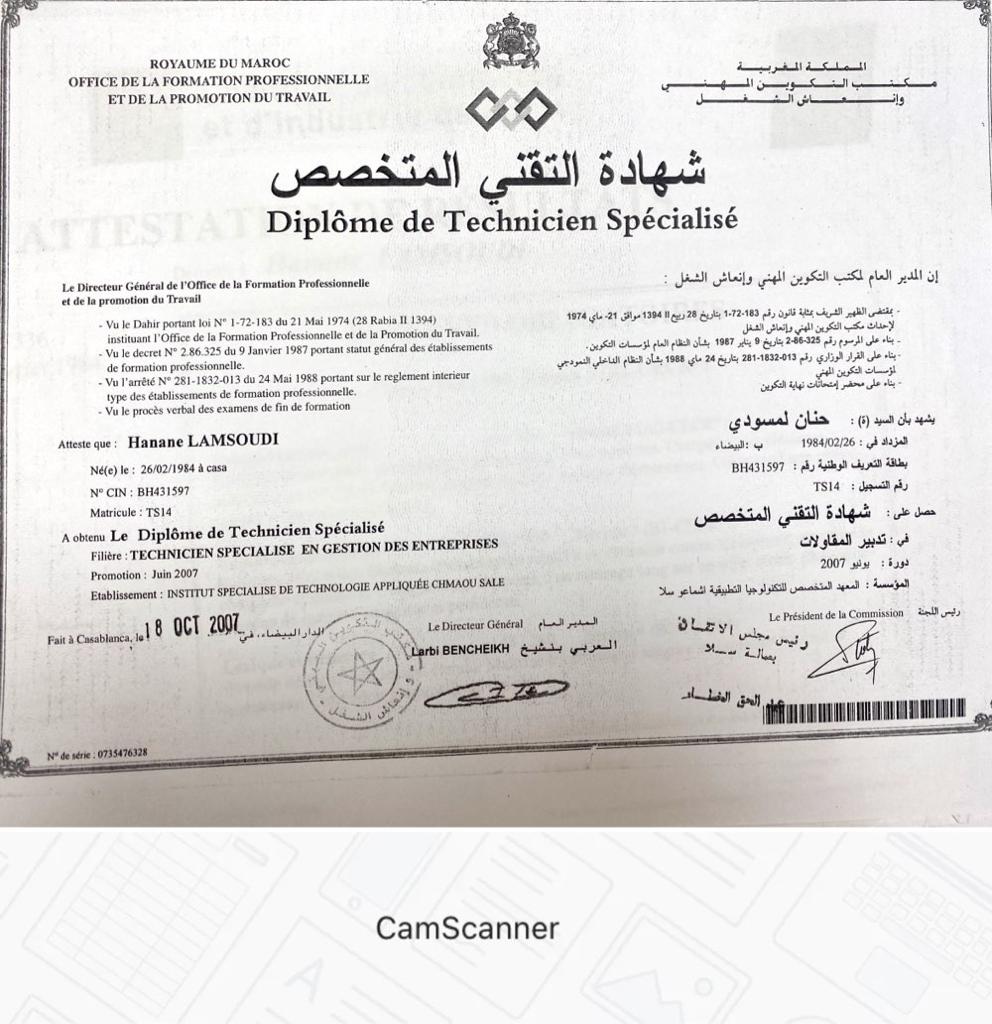 ROYAUME DU MAROC
OFFICE DE LA FORMATION PROFESSIONNELLE
ET DE LA PROMOTION DU TRAVAIL
المملكة المغربية
مكتب التكوين المهني
وإنعاش الشغل
شهادة التقني المتخصص
Diplôme de Technicien Spécialisé
Le Directeur Général de l'Office de la Formation Professionnelle
et de la promotion du Travail
- Vu le Dahir portant loi N° 1-72-183 du 21 Mai 1974 (28 Rabia II 1394)
instituant l'Office de la Formation Professionnelle et de la Promotion du Travail.
- Vu le decret N° 2.86.325 du 9 Janvier 1987 portant statut général des établissements
de formation professionnelle.
- Vu l'arrêté N° 281-1832-013 du 24 Mai 1988 portant sur le reglement interieur
type des établissements de formation professionnelle.
- Vu le procès verbal des examens de fin de formation
إن المدير العام لمكتب التكوين المهني وإنعاش الشغل :
- بمقتضى الظهير الشريف بمثابة قانون رقم 183-72-1 بتاريخ 28 ربيع II 1394 موافق 21- ماي 1974
لإحداث مكتب التكوين المهني وإنعاش الشغل
- بناء على المرسوم رقم 325-86-2 بتاريخ 9 يناير 1987 بشأن النظام العام لمؤسسات التكوين.
- بناء على القرار الوزاري رقم 013-1832-281 بتاريخ 24 ماي 1988 بشأن النظام الداخلي النموذجي
لمؤسسات التكوين المهني
- بناء على محضر إمتحانات نهاية التكوين
Atteste que : Hanane LAMSOUDI
Né(e) le : 26/02/1984 à casa
N° CIN : BH431597
Matricule : TS14
A obtenu Le Diplôme de Technicien Spécialisé
Filière : TECHNICIEN SPECIALISE EN GESTION DES ENTREPRISES
Promotion : Juin 2007
Etablissement : INSTITUT SPECIALISE DE TECHNOLOGIE APPLIQUÉE CHMAOU SALE
يشهد بأن السيد (ة) : حنان لمسودي
المزداد في : 1984/02/26 ب :البيضاء
بطاقة التعريف الوطنية رقم : BH431597
رقم التسجيل : TS14
حصل على : شهادة التقني المتخصص
في : تدبير المقاولات
دورة : يونيو 2007
المؤسسة : المعهد المتخصص للتكنولوجيا التطبيقية اشماعو سلا
Fait à Casablanca, le 18 OCT 2007 الدار البيضاء، في
Le Directeur Général المدير العام
Larbi BENCHEIKH العربي بنشيخ
Le Président de la Commission رئيس اللجنة
رئيس مجلس الاتقان
بعمالة سلا
عبد الحق
N° de série : 0735476328
CamScanner